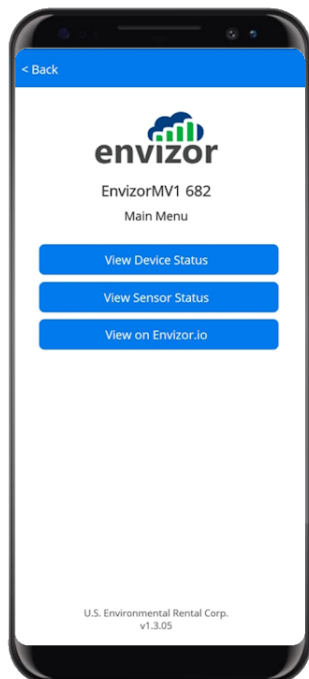 < Back
envizor
EnvizorMV1 682
Main Menu
View Device Status
View Sensor Status
View on Envizor.io
U.S. Environmental Rental Corp.
v1.3.05